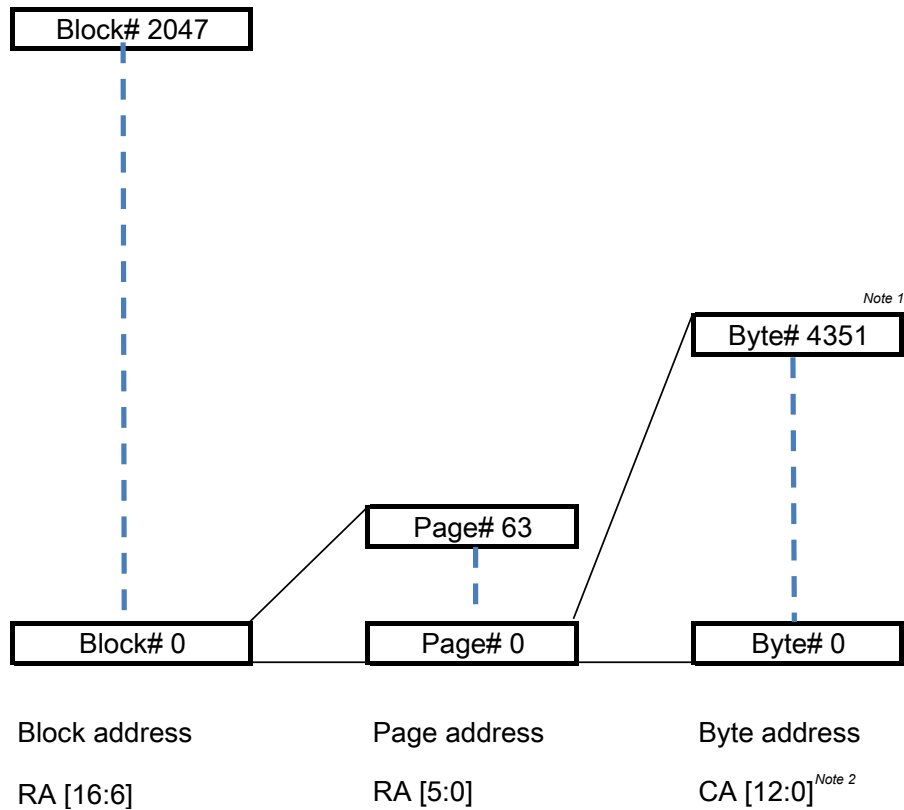 Block# 2047
Note 1
Byte# 4351
Page# 63
Block# 0
Page# 0
Byte# 0
Block address
Page address
Byte address
RA [16:6]
RA [5:0]
CA [12:0]Note 2